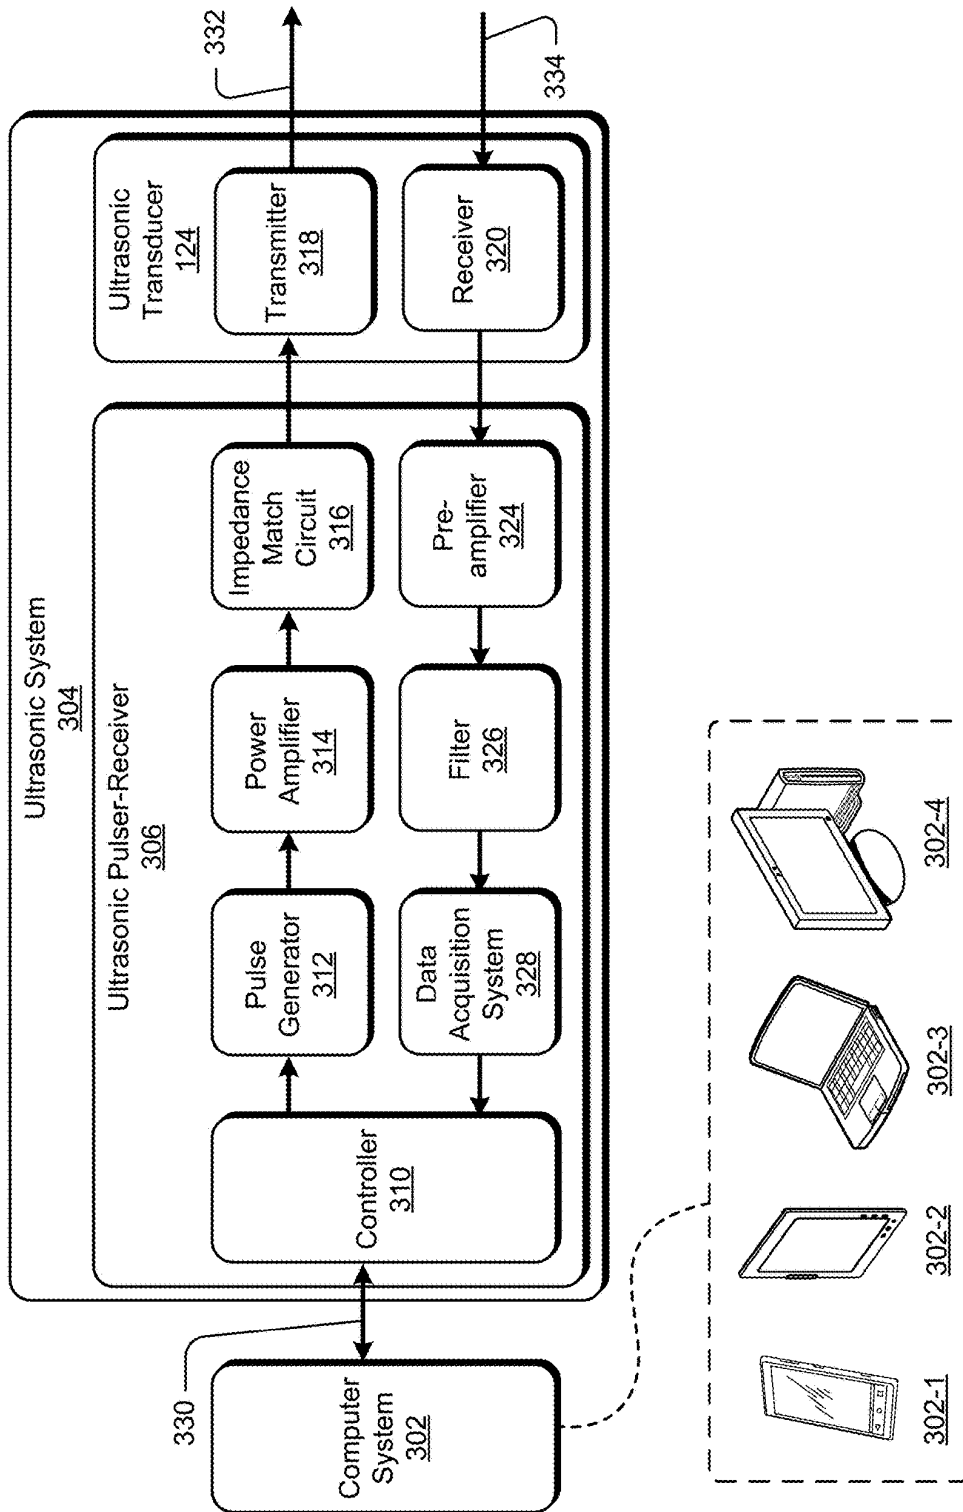 Ultrasonic System
304
Ultrasonic Pulser-Receiver
306
Ultrasonic
Transducer
124
Computer
System
302
330
Controller
310
Pulse
Generator
312
Power
Amplifier
314
Impedance
Match
Circuit
316
Transmitter
318
332
Data
Acquisition
System
328
Filter
326
Pre-
amplifier
324
Receiver
320
334
302-1
302-2
302-3
302-4